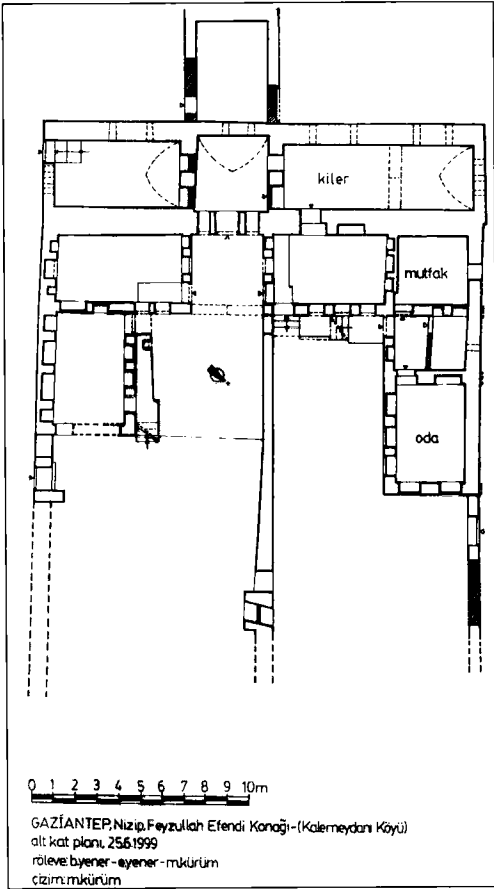 kiler
mutfak
oda
0 1 2 3 4 5 6 7 8 9 10m
GAZİANTEP, Nizip, Feyzullah Efendi Konağı-(Kalemeydanı Köyü)
alt kat planı, 25.6.1999
röleve: b.yener - e.yener - m.kürüm
çizim: m.kürüm